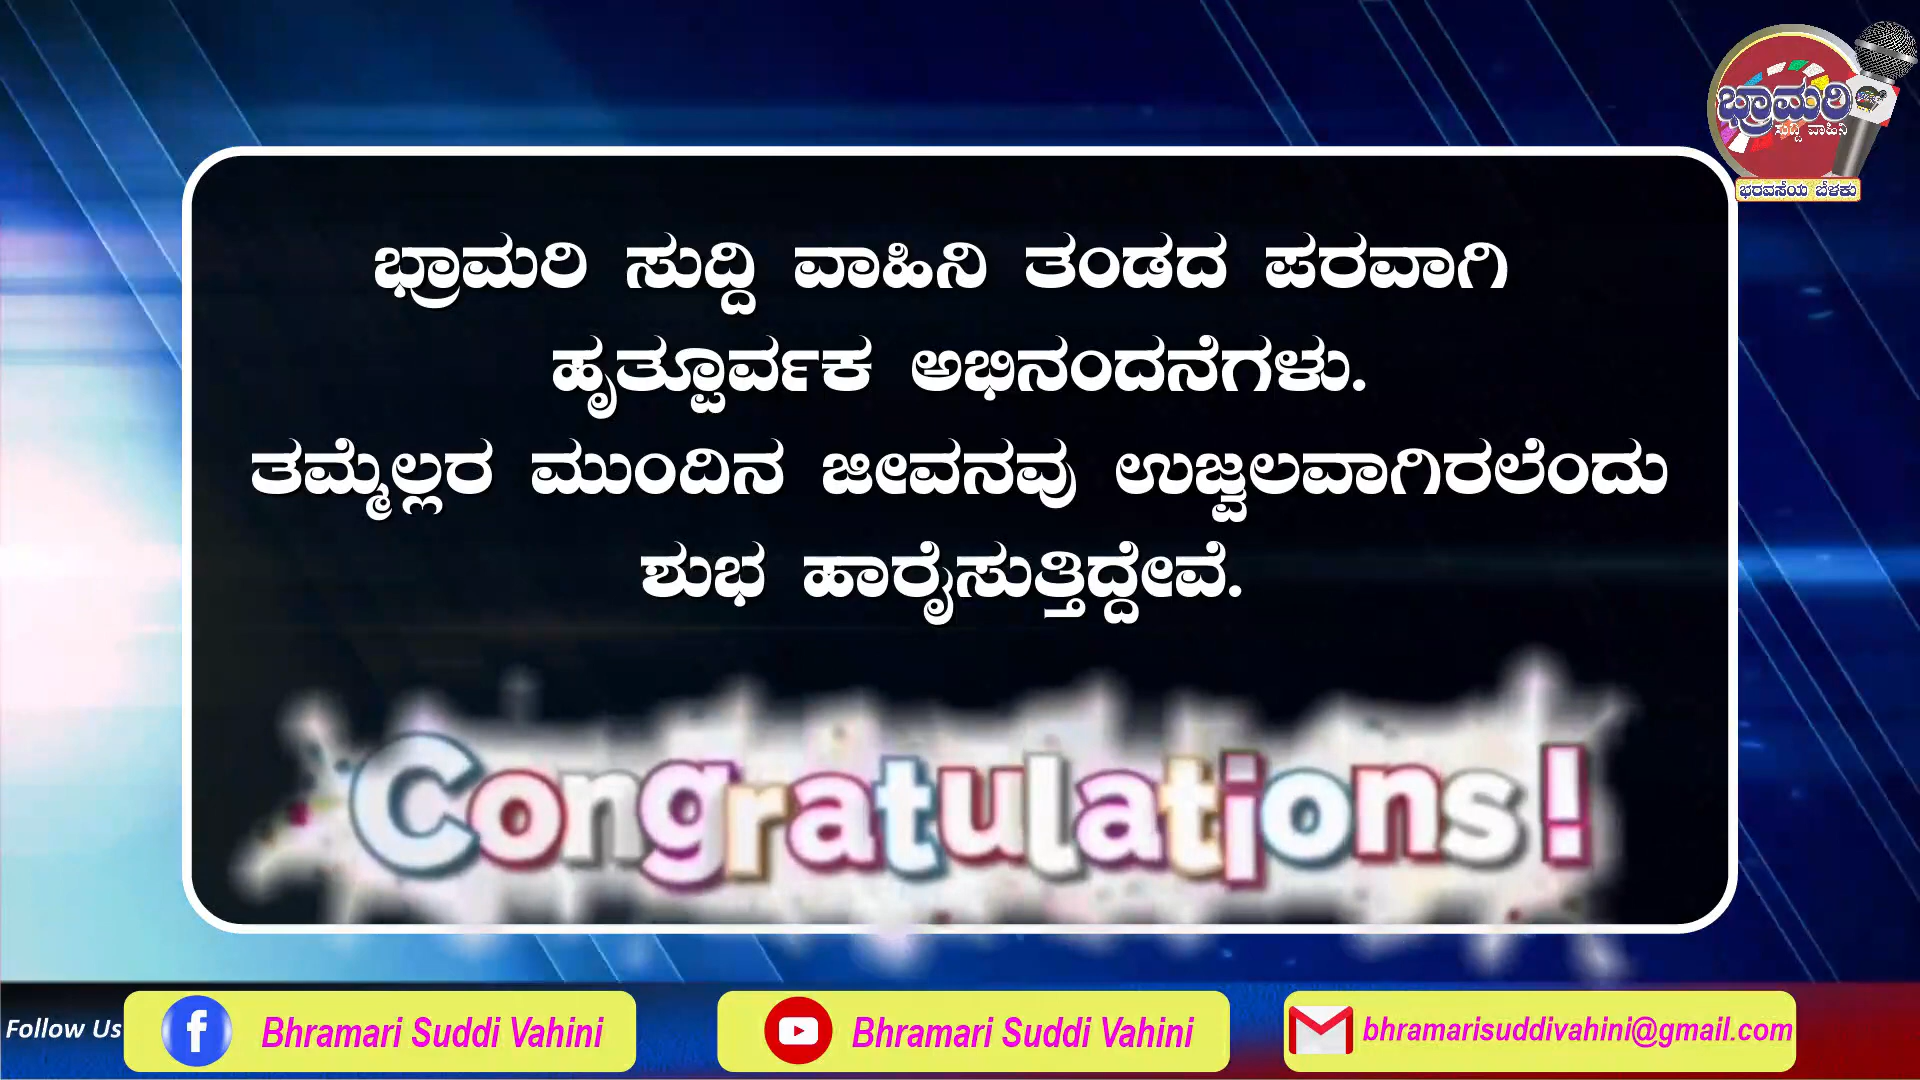 ಭ್ರಾಮರಿ
ಸುದ್ದಿ ವಾಹಿನಿ
ಭರವಸೆಯ ಬೆಳಕು
ಭ್ರಾಮರಿ ಸುದ್ದಿ ವಾಹಿನಿ ತಂಡದ ಪರವಾಗಿ
ಹೃತ್ಪೂರ್ವಕ ಅಭಿನಂದನೆಗಳು.
ತಮ್ಮೆಲ್ಲರ ಮುಂದಿನ ಜೀವನವು ಉಜ್ವಲವಾಗಿರಲೆಂದು
ಶುಭ ಹಾರೈಸುತ್ತಿದ್ದೇವೆ.
Congratulations!
Follow Us
Bhramari Suddi Vahini
Bhramari Suddi Vahini
bhramarisuddivahini@gmail.com